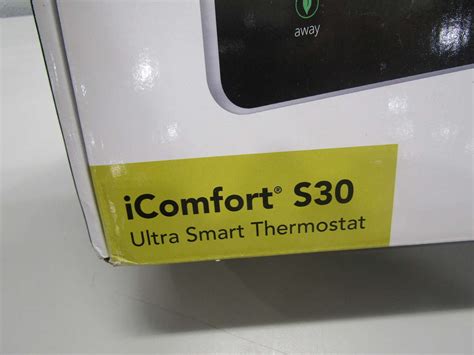 away
iComfort® S30
Ultra Smart Thermostat